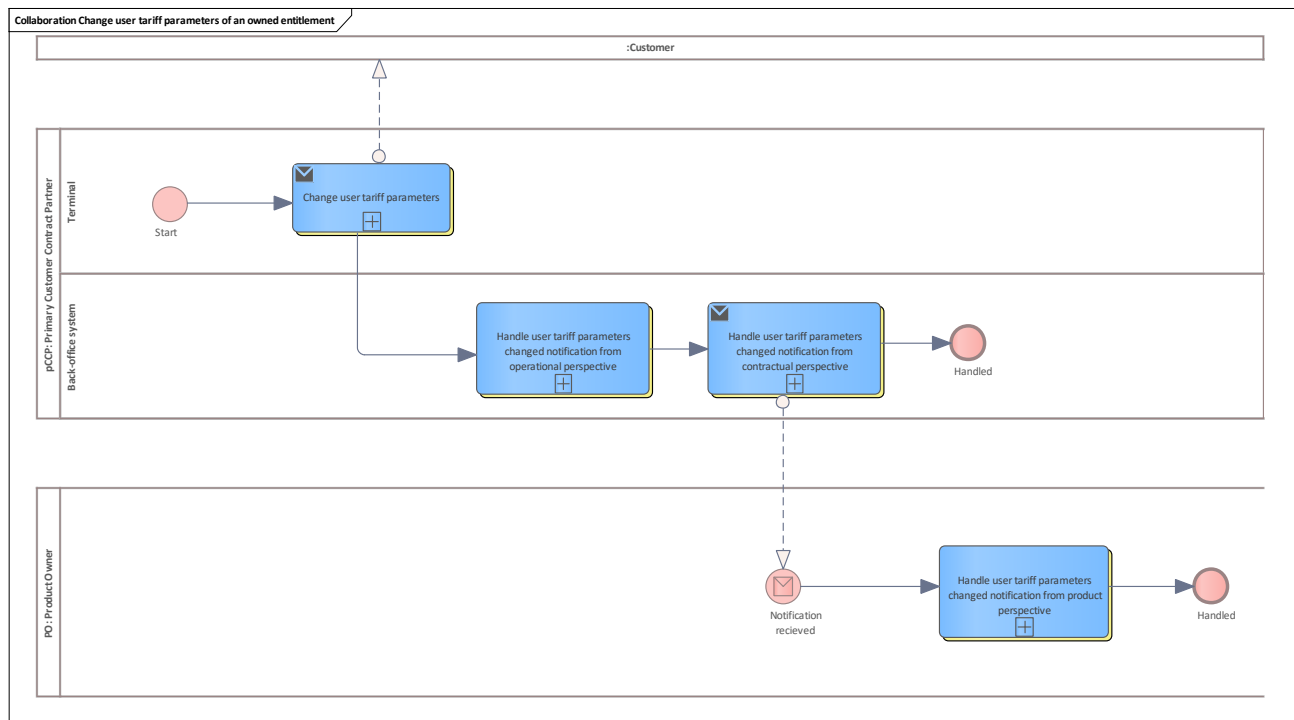 Collaboration Change user tariff parameters of an owned entitlement
:Customer
pCCP: Primary Customer Contract Partner
Terminal
Start
Change user tariff parameters
Back-office system
Handle user tariff parameters
changed notification from
operational perspective
Handle user tariff parameters
changed notification from
contractual perspective
Handled
PO: Product Owner
Notification
recieved
Handle user tariff parameters
changed notification from product
perspective
Handled